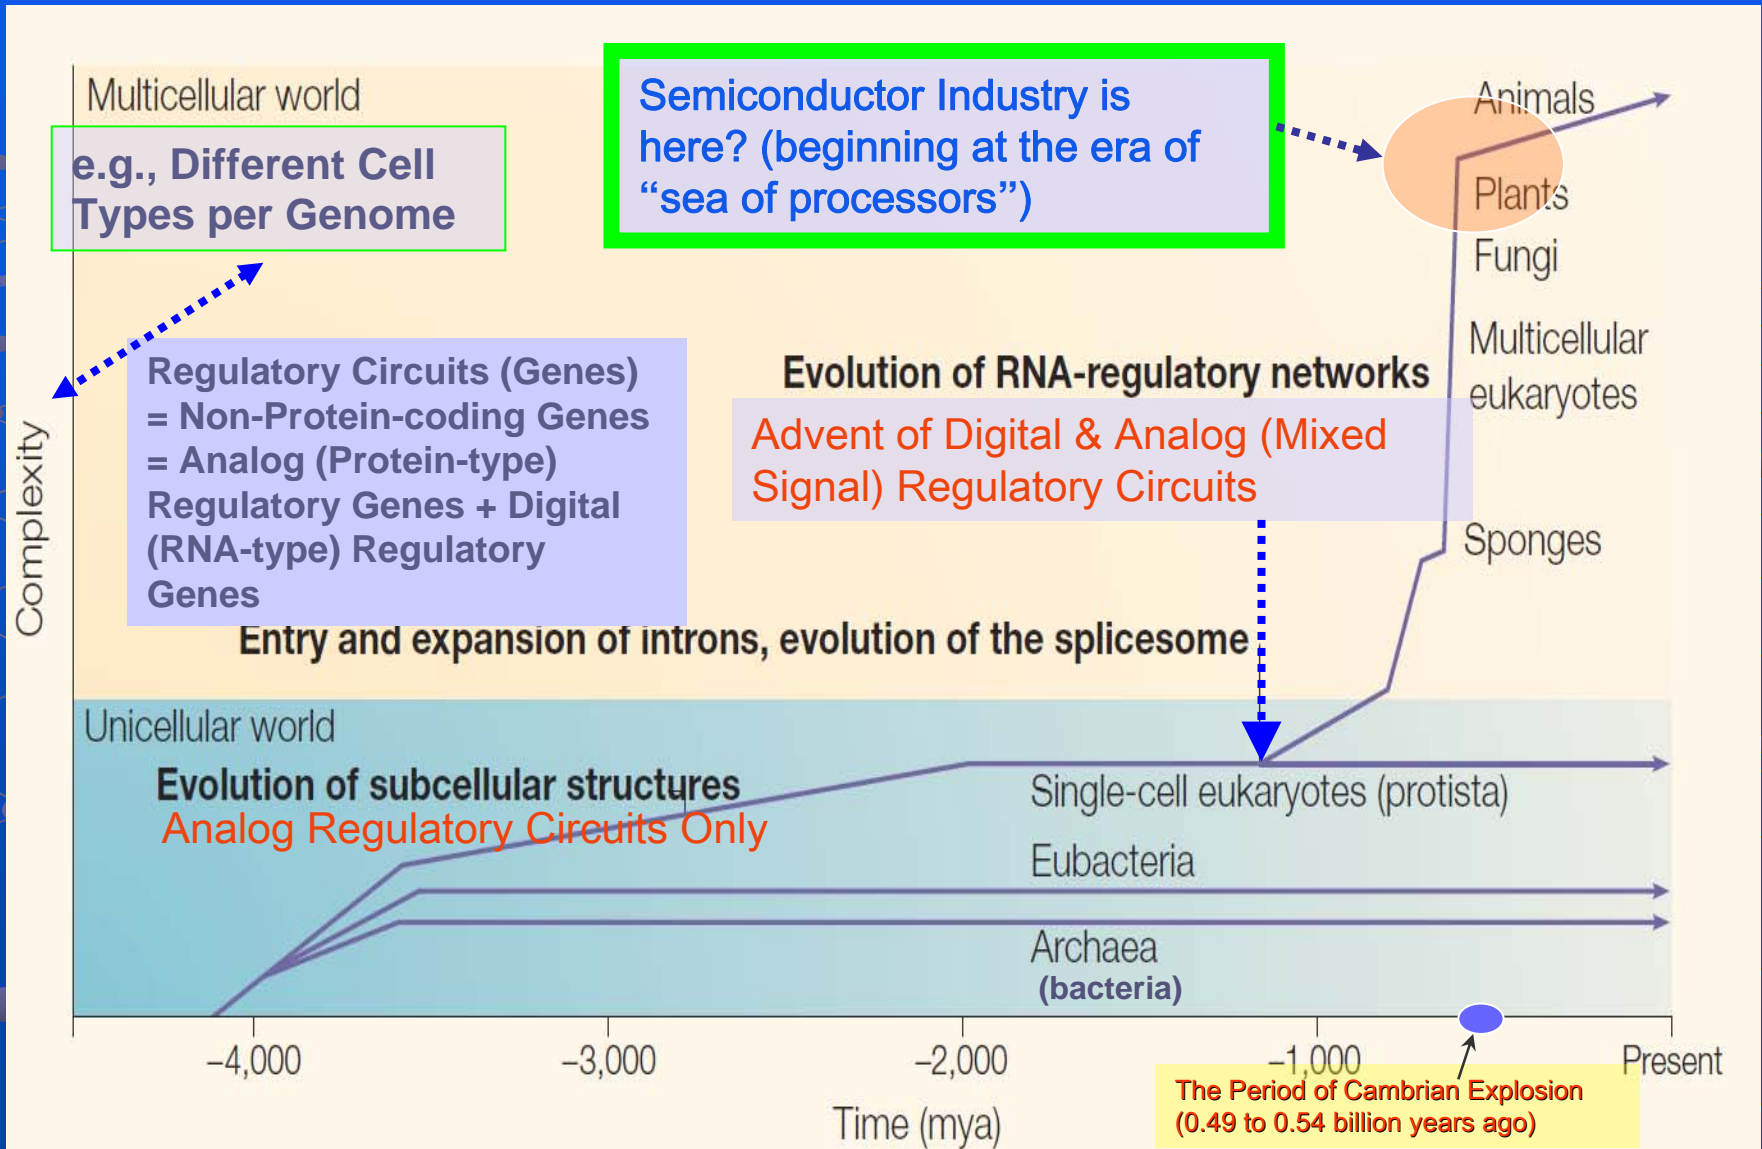 Multicellular world
e.g., Different Cell
Types per Genome
Semiconductor Industry is
here? (beginning at the era of
“sea of processors”)
Animals
Plants
Fungi
Multicellular
eukaryotes
Sponges
Regulatory Circuits (Genes)
= Non-Protein-coding Genes
= Analog (Protein-type)
Regulatory Genes + Digital
(RNA-type) Regulatory
Genes
Evolution of RNA-regulatory networks
Advent of Digital & Analog (Mixed
Signal) Regulatory Circuits
Complexity
Entry and expansion of introns, evolution of the splicesome
Unicellular world
Evolution of subcellular structures
Analog Regulatory Circuits Only
Single-cell eukaryotes (protista)
Eubacteria
Archaea
(bacteria)
–4,000
–3,000
–2,000
–1,000
Present
Time (mya)
The Period of Cambrian Explosion
(0.49 to 0.54 billion years ago)